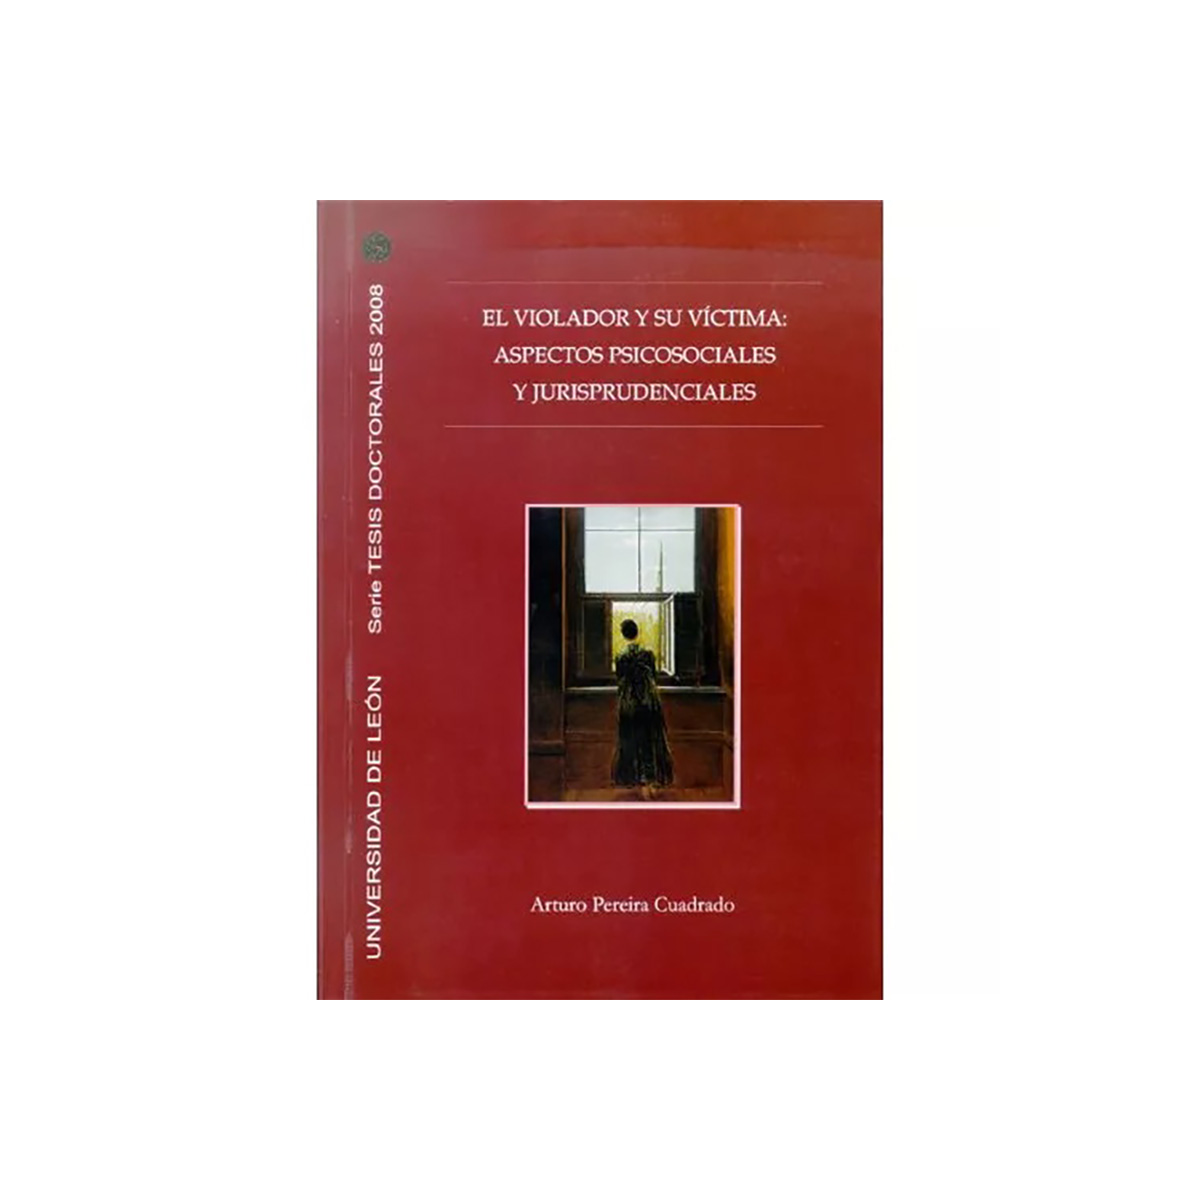 EL VIOLADOR Y SU VÍCTIMA:
ASPECTOS PSICOSOCIALES
Y JURISPRUDENCIALES
Arturo Pereira Cuadrado
UNIVERSIDAD DE LEÓN Serie TESIS DOCTORALES 2008